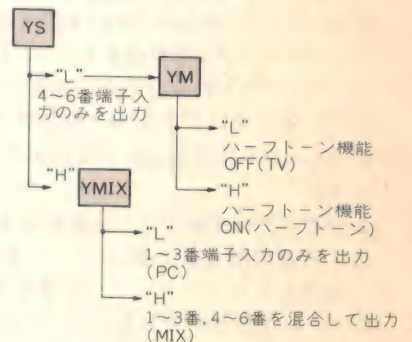 YS
"L"
YM
4~6番端子入
力のみを出力
"L"
ハーフトーン機能
OFF(TV)
"H"
ハーフトーン機能
ON(ハーフトーン)
"H"
YMIX
"L"
1~3番端子入力のみを出力
(PC)
"H"
1~3番,4~6番を混合して出力
(MIX)